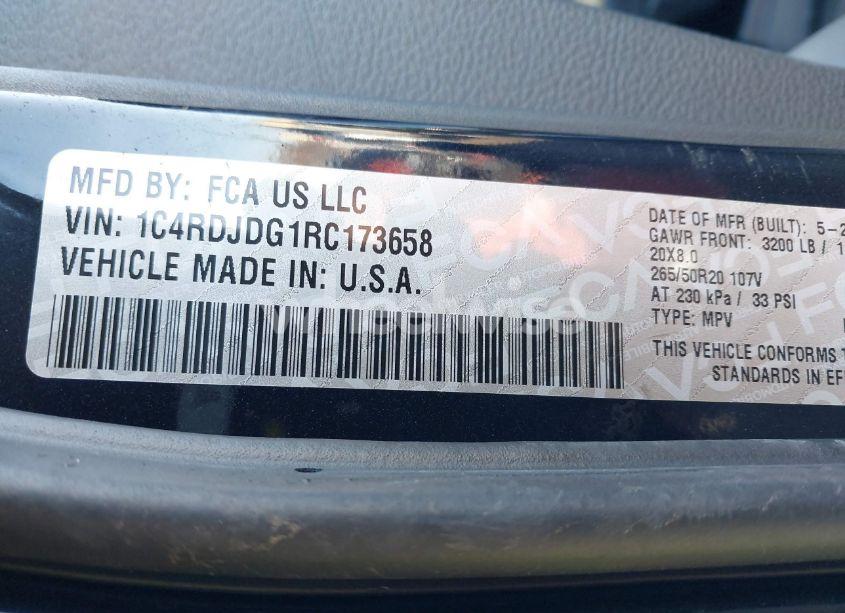 MFD BY: FCA US LLC
VIN: 1C4RDJDG1RC173658
VEHICLE MADE IN: U.S.A.
DATE OF MFR (BUILT): 5-2
GAWR FRONT: 3200 LB / 1
20X8.0
265/50R20 107V
AT 230 kPa / 33 PSI
TYPE: MPV
THIS VEHICLE CONFORMS
STANDARDS IN EF